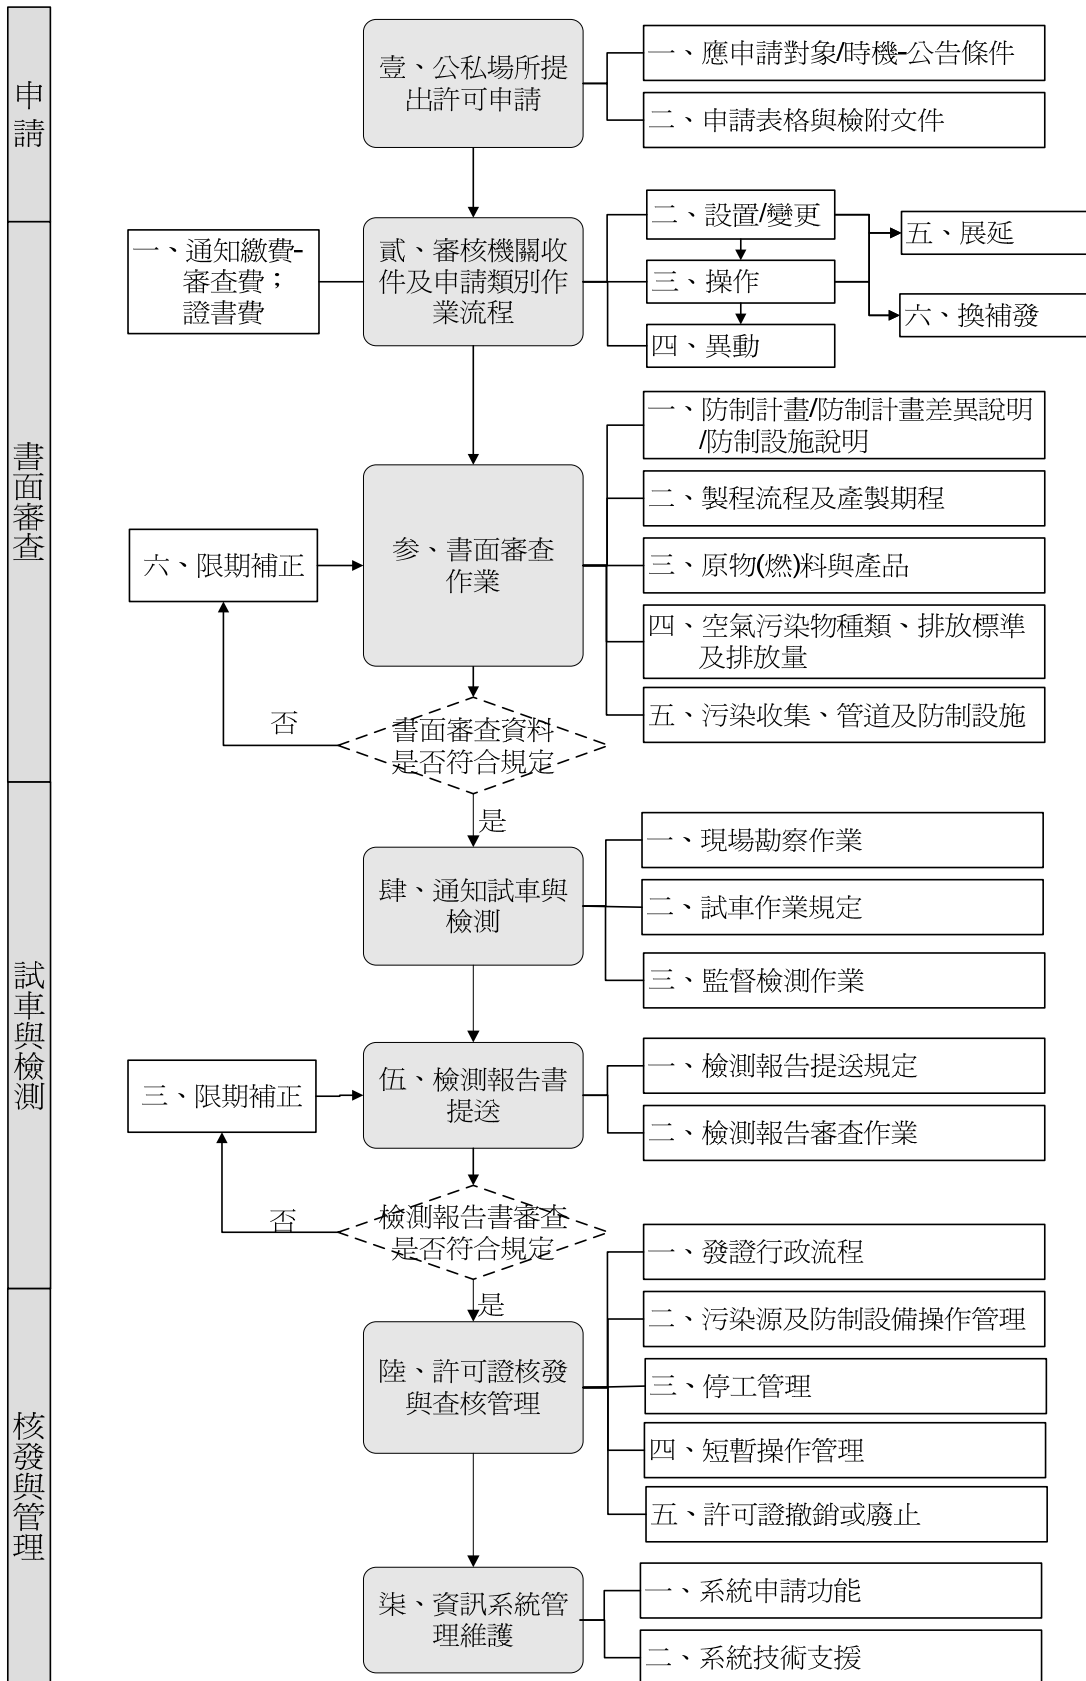 申請
壹、公私場所提
出許可申請
一、應申請對象/時機-公告條件
二、申請表格與檢附文件
書面審查
一、通知繳費-
審查費；
證書費
貳、審核機關收
件及申請類別作
業流程
二、設置/變更
三、操作
四、異動
五、展延
六、換補發
六、限期補正
参、書面審查
作業
一、防制計畫/防制計畫差異說明
/防制設施說明
二、製程流程及產製期程
三、原物(燃)料與產品
四、空氣污染物種類、排放標準
及排放量
五、污染收集、管道及防制設施
否
書面審查資料
是否符合規定
是
試車與檢測
肆、通知試車與
檢測
一、現場勘察作業
二、試車作業規定
三、監督檢測作業
三、限期補正
伍、檢測報告書
提送
一、檢測報告提送規定
二、檢測報告審查作業
否
檢測報告書審查
是否符合規定
是
核發與管理
陸、許可證核發
與查核管理
一、發證行政流程
二、污染源及防制設備操作管理
三、停工管理
四、短暫操作管理
五、許可證撤銷或廢止
柒、資訊系統管
理維護
一、系統申請功能
二、系統技術支援